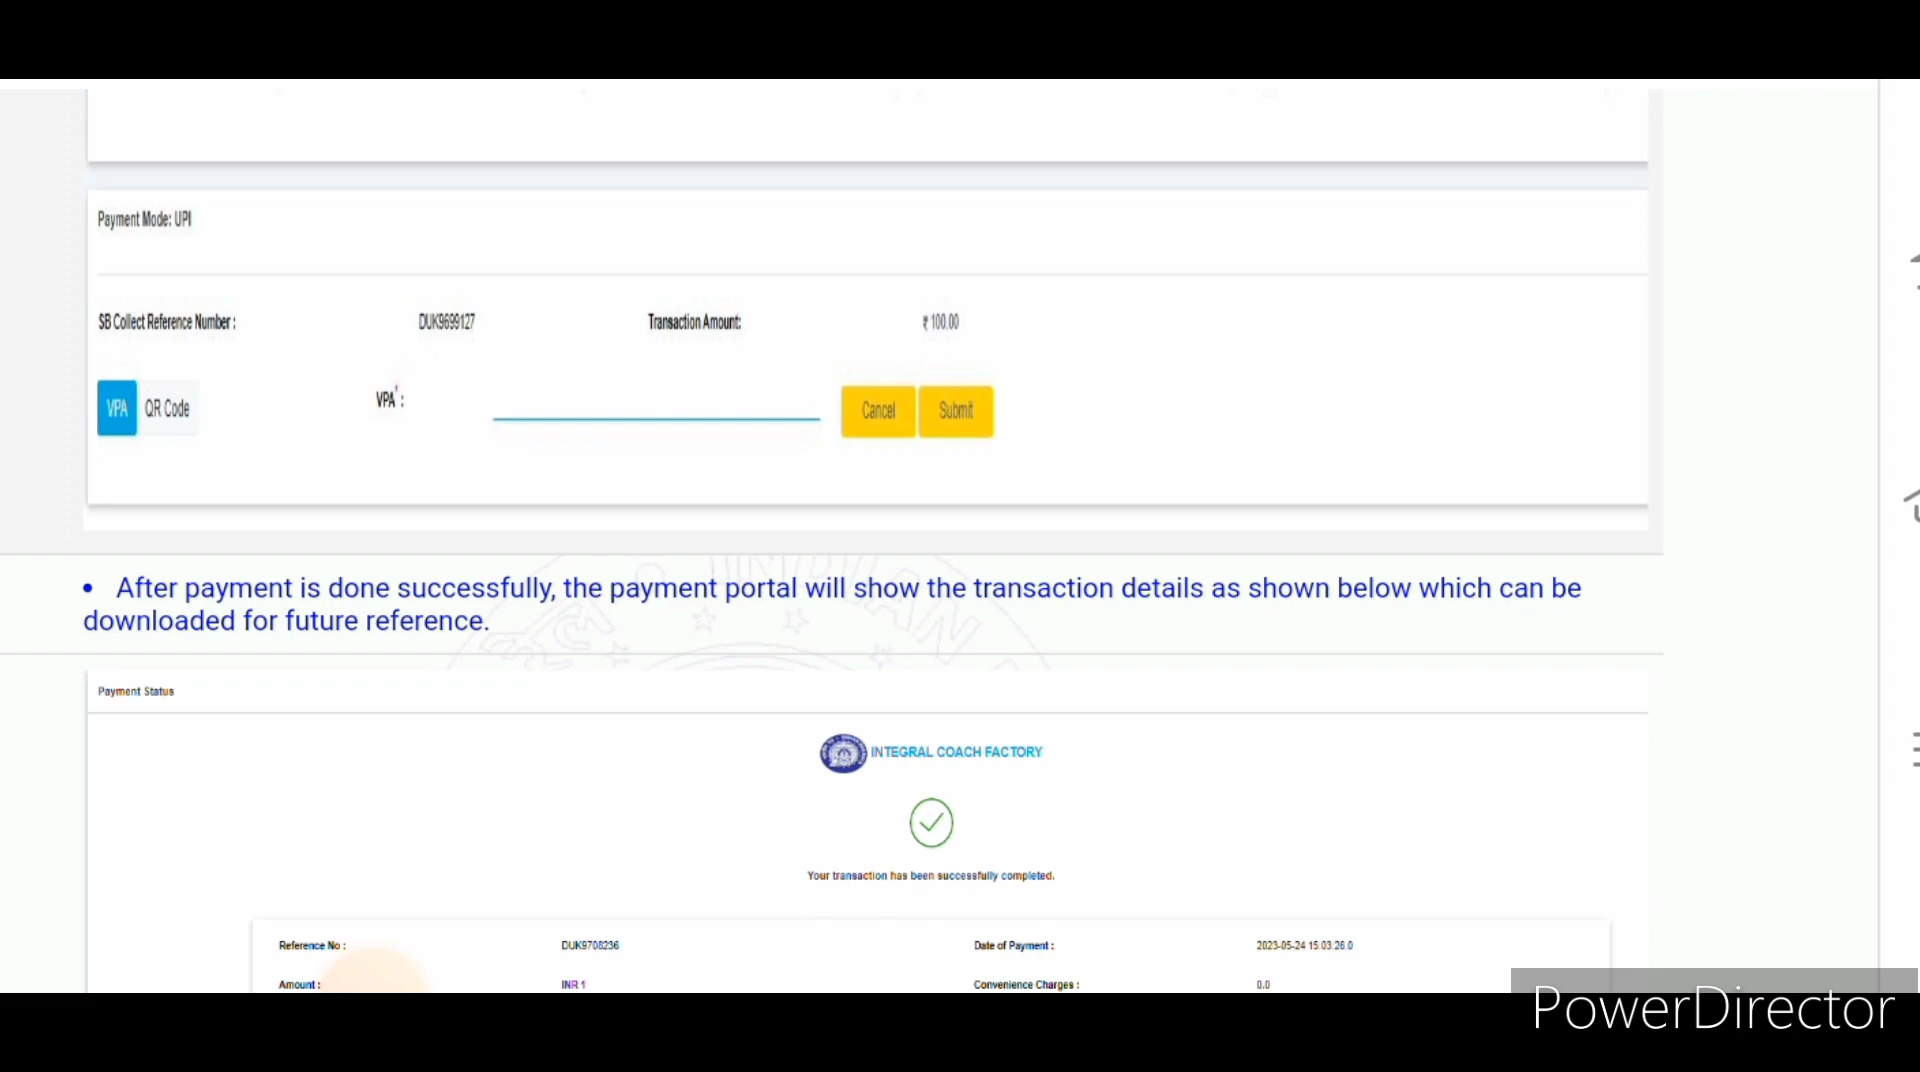 Payment Mode: UPI
SB Collect Reference Number : DUK9699127 Transaction Amount: ₹ 100.00
VPA QR Code VPA* : Cancel Submit
• After payment is done successfully, the payment portal will show the transaction details as shown below which can be
downloaded for future reference.
INDIAN
Payment Status
INTEGRAL COACH FACTORY
Your transaction has been successfully completed.
Reference No : DUK9708236 Date of Payment : 2023-05-24 15:03:26.0
Amount : INR 1 Convenience Charges : 0.0
PowerDirector